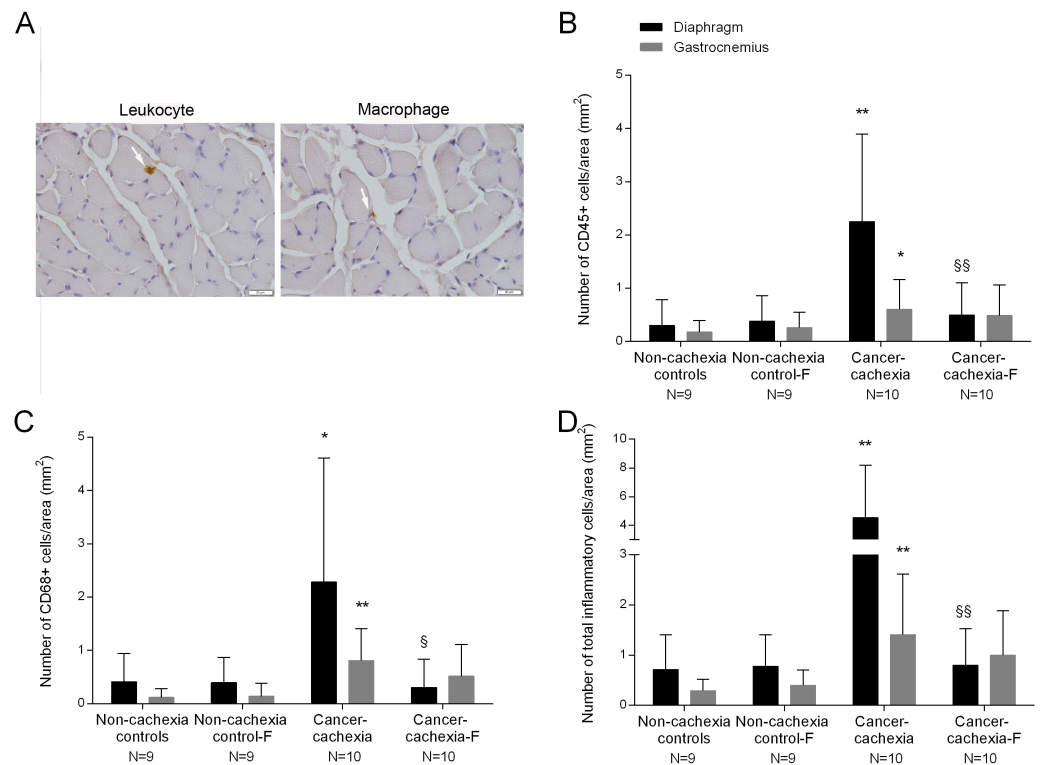 A
Leukocyte
Macrophage
B
Diaphragm
Gastrocnemius
Number of CD45+ cells/area (mm²)
5
4
3
2
1
0
**
*
§§
Non-cachexia
controls
N=9
Non-cachexia
control-F
N=9
Cancer-
cachexia
N=10
Cancer-
cachexia-F
N=10
C
Number of CD68+ cells/area (mm²)
5
4
3
2
1
0
*
**
§
Non-cachexia
controls
N=9
Non-cachexia
control-F
N=9
Cancer-
cachexia
N=10
Cancer-
cachexia-F
N=10
D
Number of total inflammatory cells/area (mm²)
10
8
6
4
3
2
1
0
**
**
§§
Non-cachexia
controls
N=9
Non-cachexia
control-F
N=9
Cancer-
cachexia
N=10
Cancer-
cachexia-F
N=10